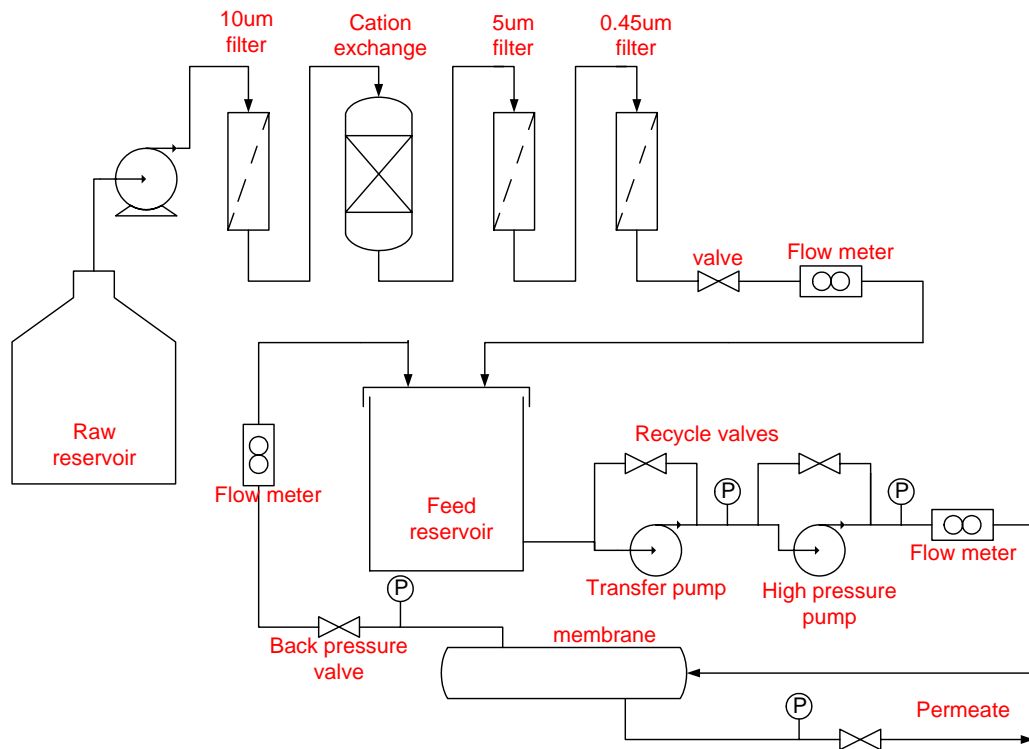 10um
filter
Cation
exchange
5um
filter
0.45um
filter
valve
Flow meter
Raw
reservoir
Flow meter
Feed
reservoir
Recycle valves
P
P
Flow meter
Transfer pump
High pressure
pump
P
Back pressure
valve
membrane
P
Permeate